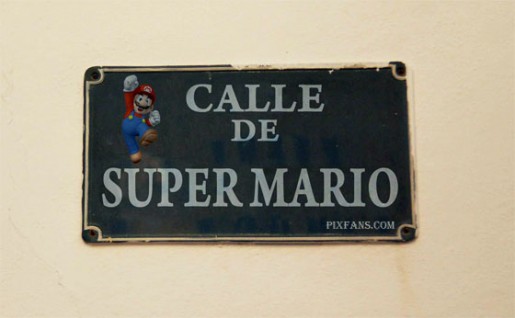 CALLE
DE
SUPER MARIO
PIXFANS.COM